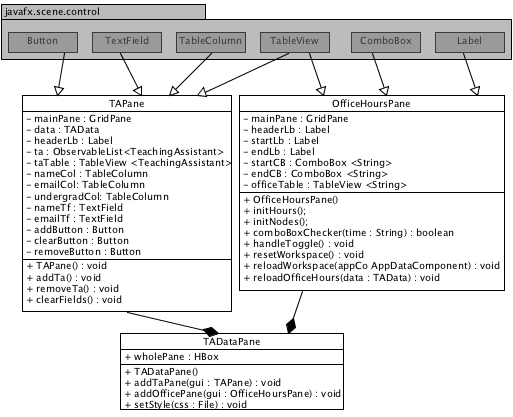 javafx.scene.control
Button
TextField
TableColumn
TableView
ComboBox
Label
TAPane
- mainPane : GridPane
- data : TAData
- headerLb : Label
- ta : ObservableList<TeachingAssistant>
- taTable : TableView <TeachingAssistant>
- nameCol : TableColumn
- emailCol: TableColumn
- undergradCol: TableColumn
- nameTf : TextField
- emailTf : TextField
- addButton : Button
- clearButton : Button
- removeButton : Button
+ TAPane() : void
+ addTa() : void
+ removeTa() : void
+ clearFields() : void
OfficeHoursPane
- mainPane : GridPane
- headerLb : Label
- startLb : Label
- endLb : Label
- startCB : ComboBox <String>
- endCB : ComboBox <String>
- officeTable : TableView <String>
+ OfficeHoursPane()
+ initHours();
+ initNodes();
+ comboBoxChecker(time : String) : boolean
+ handleToggle() : void
+ resetWorkspace() : void
+ reloadWorkspace(appCo AppDataComponent) : void
+ reloadOfficeHours(data : TAData) : void
TADataPane
+ wholePane : HBox
+ TADataPane()
+ addTaPane(gui : TAPane) : void
+ addOfficePane(gui : OfficeHoursPane) : void
+ setStyle(css : File) : void